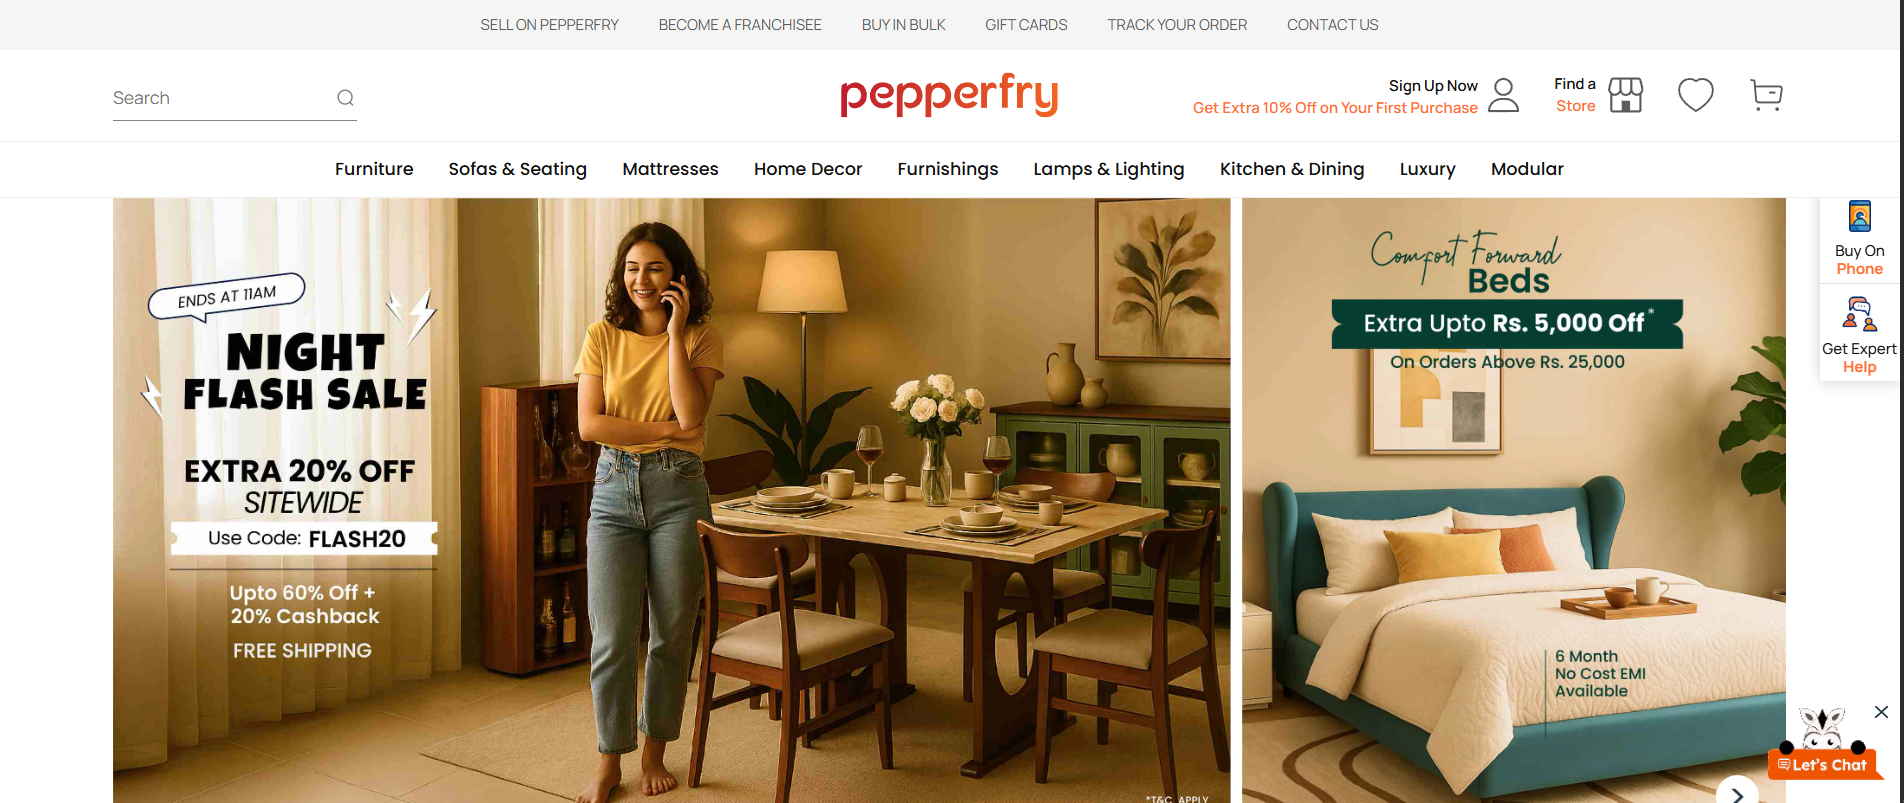 SELL ON PEPPERFRY
BECOME A FRANCHISEE
BUY IN BULK
GIFT CARDS
TRACK YOUR ORDER
CONTACT US
Search
pepperfry
Sign Up Now
Get Extra 10% Off on Your First Purchase
Find a
Store
Furniture
Sofas & Seating
Mattresses
Home Decor
Furnishings
Lamps & Lighting
Kitchen & Dining
Luxury
Modular
ENDS AT 11AM
NIGHT
FLASH SALE
EXTRA 20% OFF
SITEWIDE
Use Code: FLASH20
Upto 60% Off +
20% Cashback
FREE SHIPPING
*T&C APPLY
Comfort Forward
Beds
Extra Upto Rs. 5,000 Off*
On Orders Above Rs. 25,000
6 Month
No Cost EMI
Available
Buy On
Phone
Get Expert
Help
Let's Chat